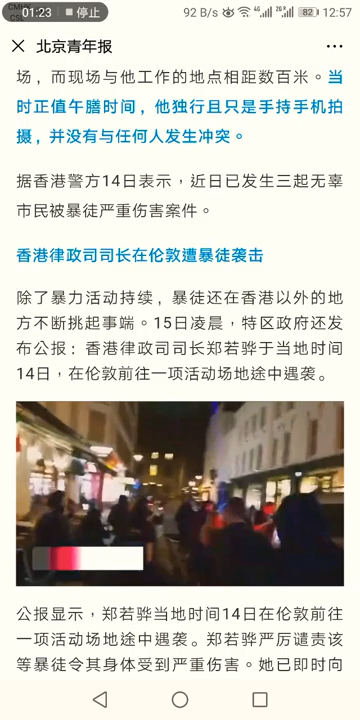 01:23 停止 92 B/s 4G 2G 82 12:57
北京青年报
场，而现场与他工作的地点相距数百米。当
时正值午膳时间，他独行且只是手持手机拍
摄，并没有与任何人发生冲突。
据香港警方14日表示，近日已发生三起无辜
市民被暴徒严重伤害案件。
香港律政司司长在伦敦遭暴徒袭击
除了暴力活动持续，暴徒还在香港以外的地
方不断挑起事端。15日凌晨，特区政府还发
布公报：香港律政司司长郑若骅于当地时间
14日，在伦敦前往一项活动场地途中遇袭。
公报显示，郑若骅当地时间14日在伦敦前往
一项活动场地途中遇袭。郑若骅严厉谴责该
等暴徒令其身体受到严重伤害。她已即时向